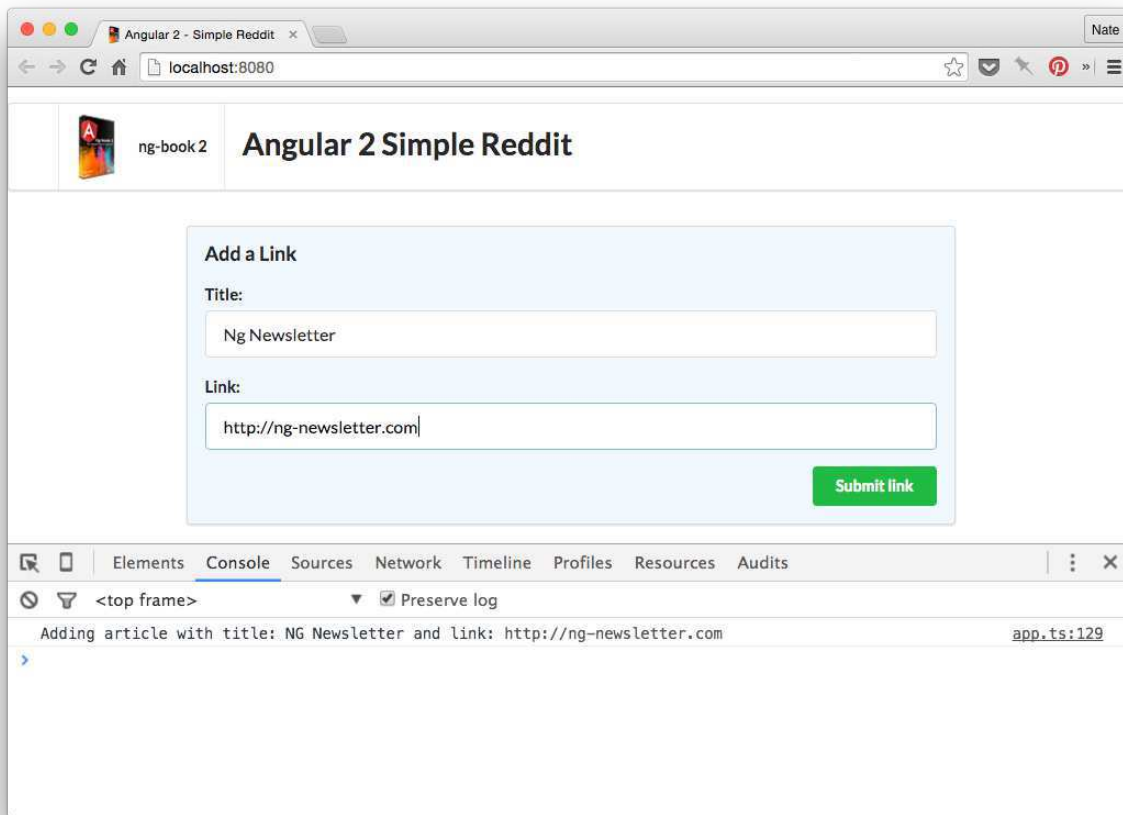 Angular 2 - Simple Reddit
Nate
localhost:8080
ng-book 2
Angular 2 Simple Reddit
Add a Link
Title:
Ng Newsletter
Link:
http://ng-newsletter.com
Submit link
Elements Console Sources Network Timeline Profiles Resources Audits
<top frame> Preserve log
Adding article with title: NG Newsletter and link: http://ng-newsletter.com app.ts:129